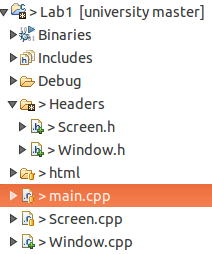 > Lab1 [university master]
Binaries
Includes
Debug
> Headers
> Screen.h
> Window.h
> html
> main.cpp
> Screen.cpp
> Window.cpp